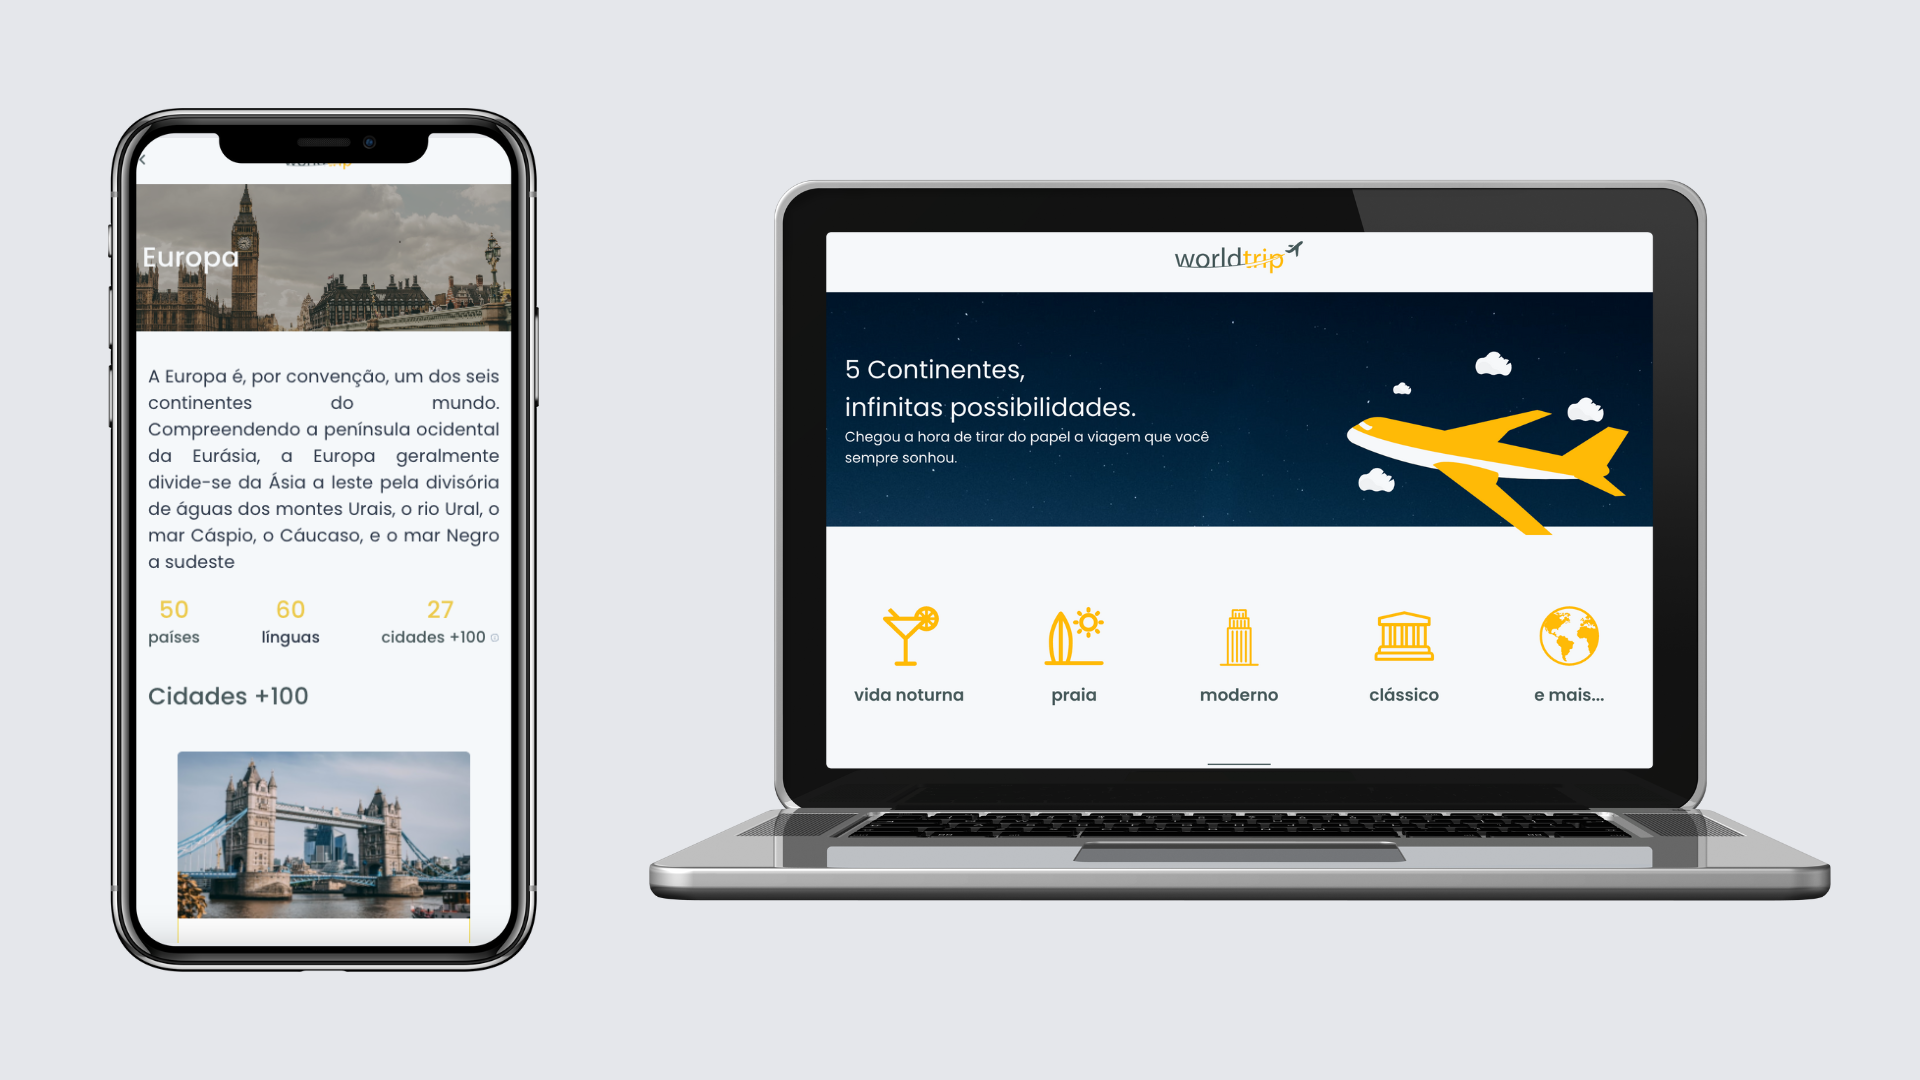 Europa
A Europa é, por convenção, um dos seis
continentes do mundo.
Compreendendo a península ocidental
da Eurásia, a Europa geralmente
divide-se da Ásia a leste pela divisória
de águas dos montes Urais, o rio Ural, o
mar Cáspio, o Cáucaso, e o mar Negro
a sudeste
50 60 27
países línguas cidades +100
Cidades +100
worldtrip
5 Continentes,
infinitas possibilidades.
Chegou a hora de tirar do papel a viagem que você
sempre sonhou.
vida noturna praia moderno clássico e mais...